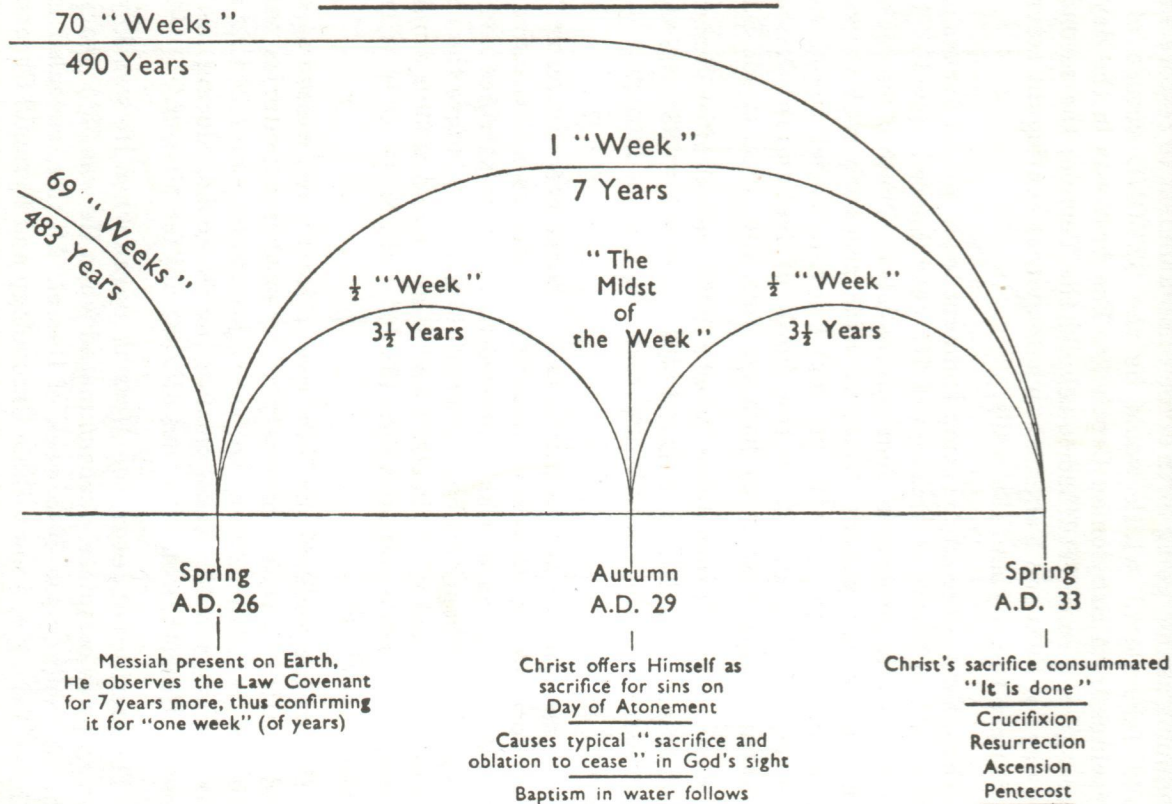 70 "Weeks"
490 Years
69 "Weeks"
483 Years
1 "Week"
7 Years
½ "Week"
3½ Years
"The
Midst
of
the Week"
½ "Week"
3½ Years
Spring
A.D. 26
Messiah present on Earth,
He observes the Law Covenant
for 7 years more, thus confirming
it for "one week" (of years)
Autumn
A.D. 29
Christ offers Himself as
sacrifice for sins on
Day of Atonement
Causes typical "sacrifice and
oblation to cease" in God's sight
Baptism in water follows
Spring
A.D. 33
Christ's sacrifice consummated
"It is done"
Crucifixion
Resurrection
Ascension
Pentecost